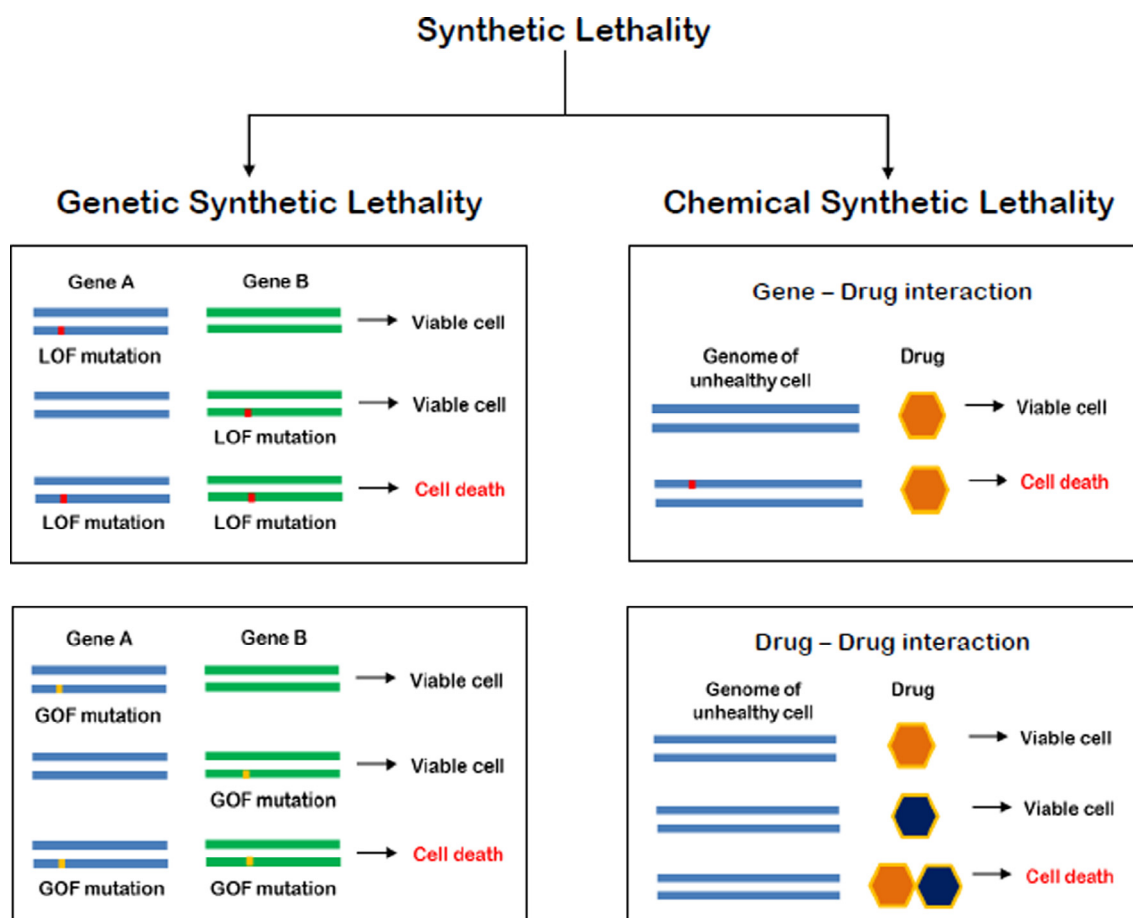 Synthetic Lethality
Genetic Synthetic Lethality
Gene A
Gene B
Viable cell
LOF mutation
Viable cell
LOF mutation
Cell death
LOF mutation
LOF mutation
Gene A
Gene B
Viable cell
GOF mutation
Viable cell
GOF mutation
Cell death
GOF mutation
GOF mutation
Chemical Synthetic Lethality
Gene – Drug interaction
Genome of
unhealthy cell
Drug
Viable cell
Cell death
Drug – Drug interaction
Genome of
unhealthy cell
Drug
Viable cell
Viable cell
Cell death